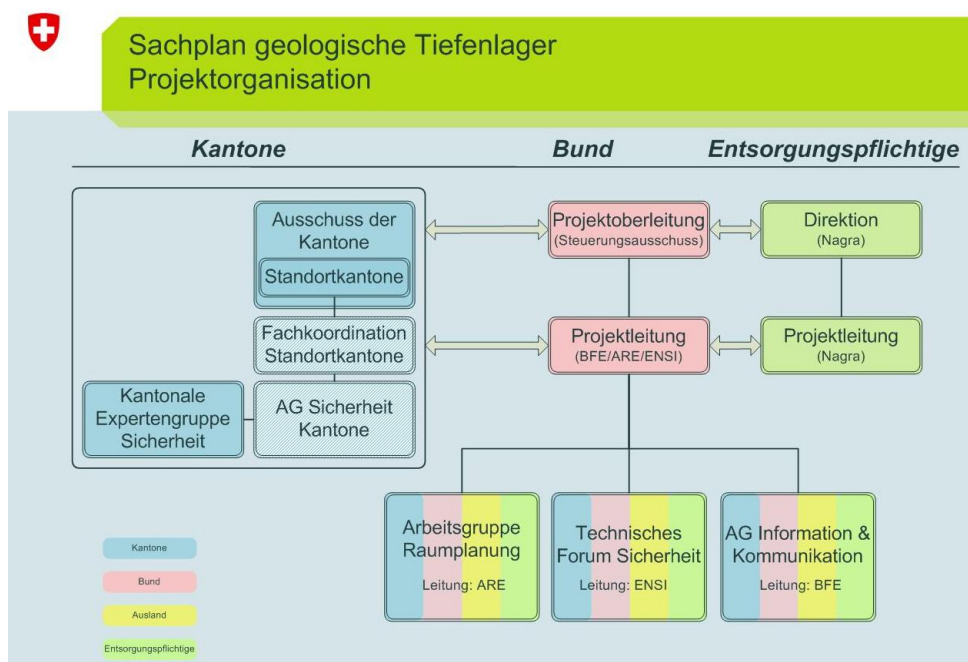 Sachplan geologische Tiefenlager
Projektorganisation
Kantone
Bund
Entsorgungspflichtige
Ausschuss der
Kantone
Standortkantone
Projektoberleitung
(Steuerungsausschuss)
Direktion
(Nagra)
Fachkoordination
Standortkantone
Projektleitung
(BFE/ARE/ENSI)
Projektleitung
(Nagra)
Kantonale
Expertengruppe
Sicherheit
AG Sicherheit
Kantone
Arbeitsgruppe
Raumplanung
Leitung: ARE
Technisches
Forum Sicherheit
Leitung: ENSI
AG Information &
Kommunikation
Leitung: BFE
Kantone
Bund
Ausland
Entsorgungspflichtige